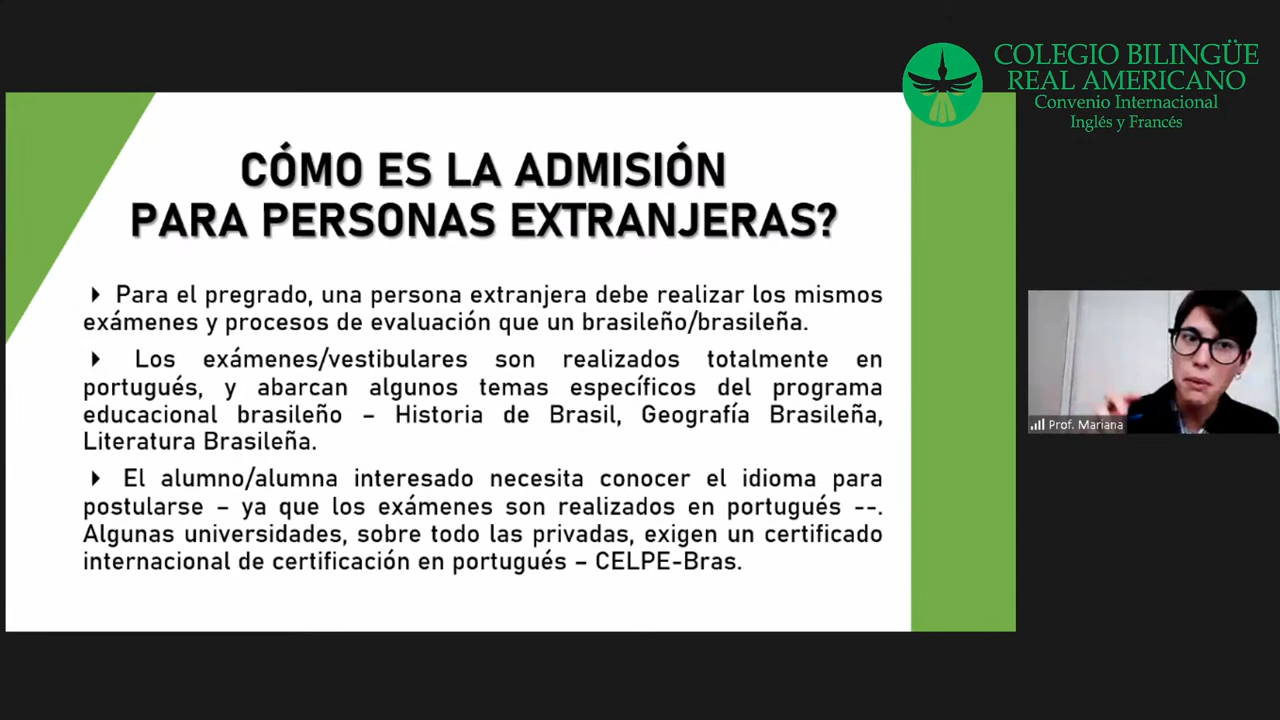 COLEGIO BILINGÜE
REAL AMERICANO
Convenio Internacional
Inglés y Francés
CÓMO ES LA ADMISIÓN
PARA PERSONAS EXTRANJERAS?
Para el pregrado, una persona extranjera debe realizar los mismos
exámenes y procesos de evaluación que un brasileño/brasileña.
Los exámenes/vestibulares son realizados totalmente en
portugués, y abarcan algunos temas específicos del programa
educacional brasileño – Historia de Brasil, Geografía Brasileña,
Literatura Brasileña.
El alumno/alumna interesado necesita conocer el idioma para
postularse – ya que los exámenes son realizados en portugués --.
Algunas universidades, sobre todo las privadas, exigen un certificado
internacional de certificación en portugués – CELPE-Bras.
Prof. Mariana